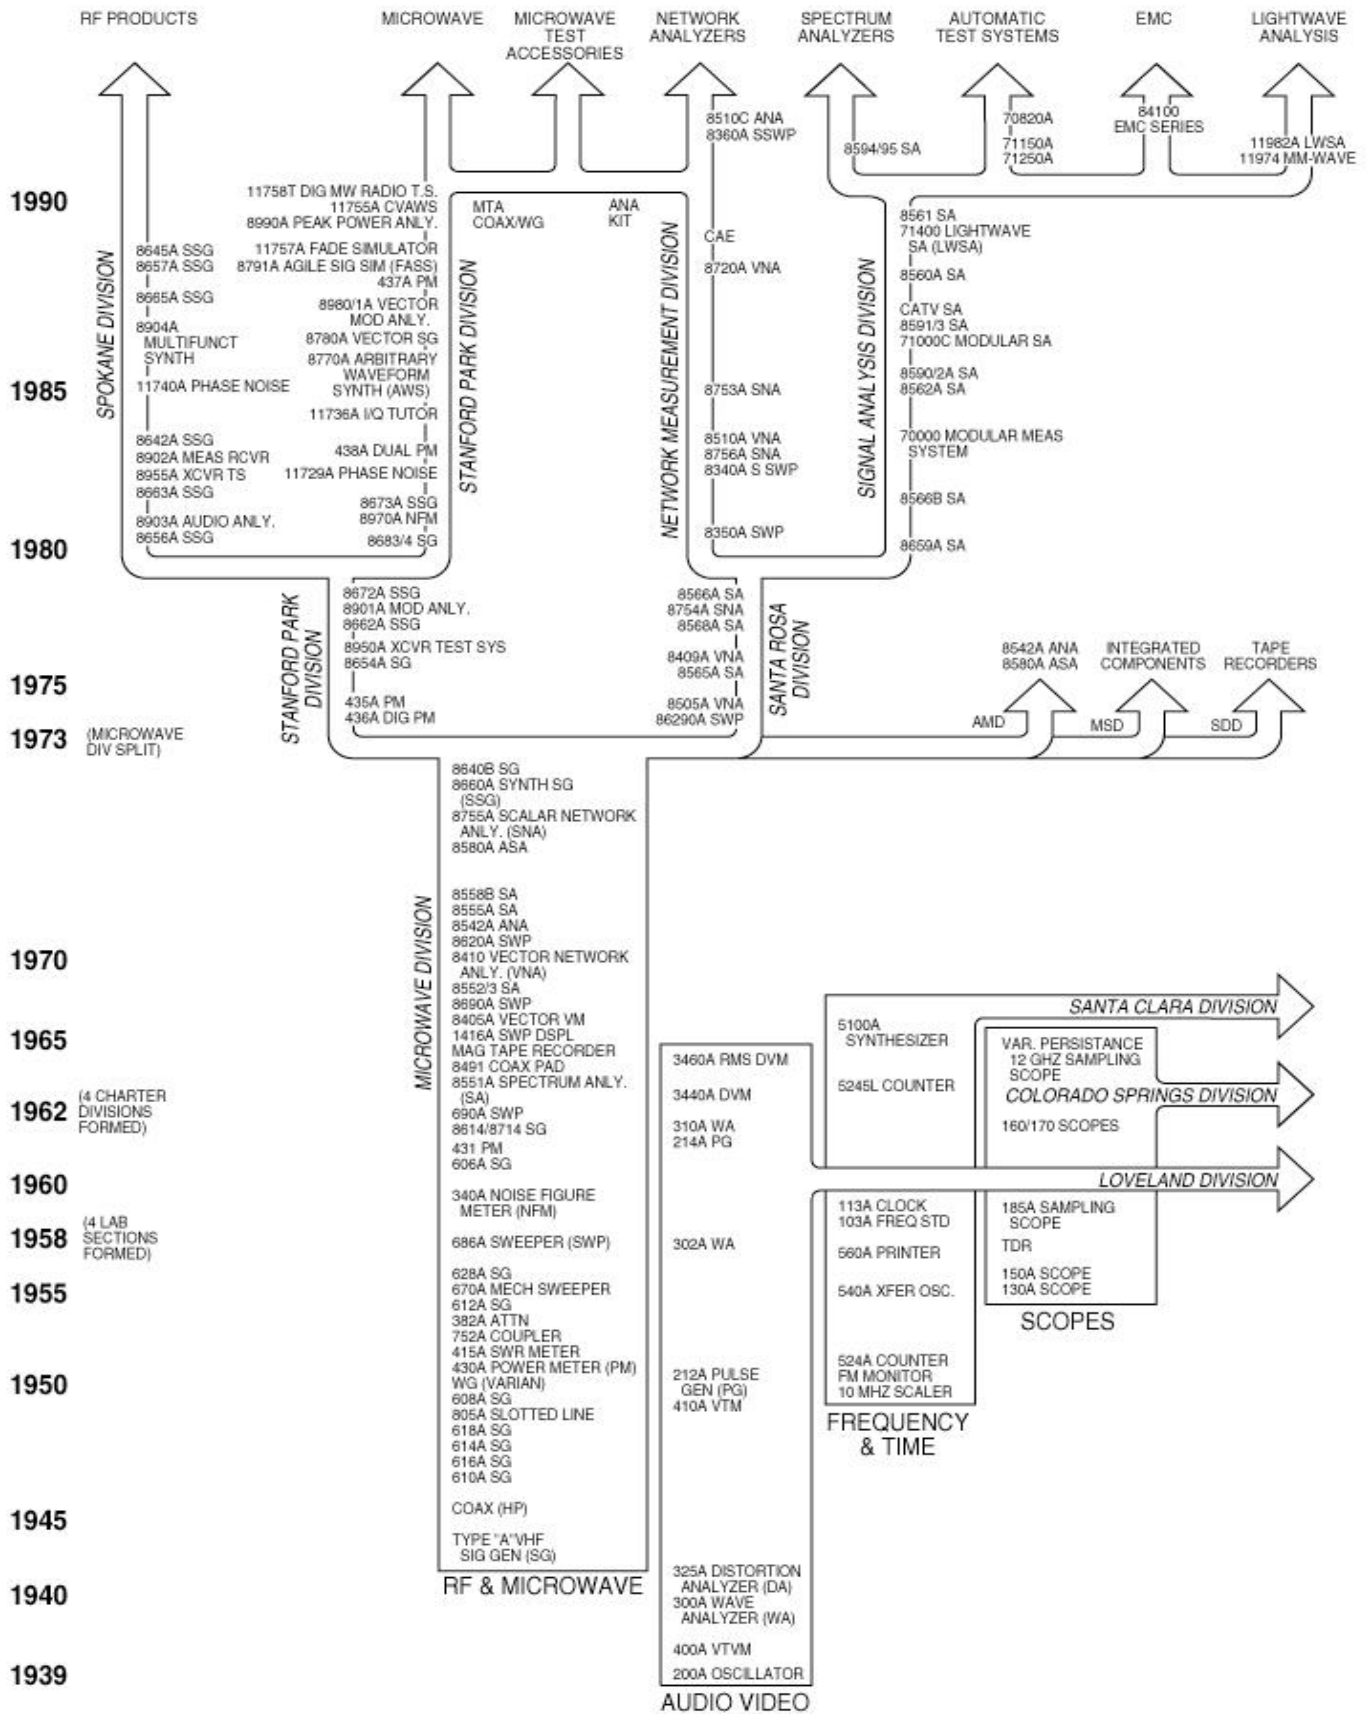 RF PRODUCTS
MICROWAVE
MICROWAVE
TEST
ACCESSORIES
NETWORK
ANALYZERS
SPECTRUM
ANALYZERS
AUTOMATIC
TEST SYSTEMS
EMC
LIGHTWAVE
ANALYSIS
8510C ANA
8360A SSWP
8594/95 SA
70820A
71150A
71250A
84100
EMC SERIES
11982A LWSA
11974 MM-WAVE
1990
SPOKANE DIVISION
8645A SSG
8657A SSG
8665A SSG
8904A
MULTIFUNCT
SYNTH
11740A PHASE NOISE
8642A SSG
8902A MEAS RCVR
8955A XCVR TS
8663A SSG
8903A AUDIO ANLY.
8656A SSG
11758T DIG MW RADIO T.S.
11755A CVAWS
8990A PEAK POWER ANLY.
11757A FADE SIMULATOR
8791A AGILE SIG SIM (FASS)
437A PM
8980/1A VECTOR
MOD ANLY.
8780A VECTOR SG
8770A ARBITRARY
WAVEFORM
SYNTH (AWS)
11736A I/Q TUTOR
438A DUAL PM
11729A PHASE NOISE
8673A SSG
8970A NFM
8683/4 SG
STANFORD PARK DIVISION
MTA
COAX/WG
ANA
KIT
NETWORK MEASUREMENT DIVISION
CAE
8720A VNA
8753A SNA
8510A VNA
8756A SNA
8340A S SWP
8350A SWP
SIGNAL ANALYSIS DIVISION
8561 SA
71400 LIGHTWAVE
SA (LWSA)
8560A SA
CATV SA
8591/3 SA
71000C MODULAR SA
8590/2A SA
8562A SA
70000 MODULAR MEAS
SYSTEM
8566B SA
8659A SA
1985
1980
STANFORD PARK
DIVISION
8672A SSG
8901A MOD ANLY.
8662A SSG
8950A XCVR TEST SYS
8654A SG
435A PM
436A DIG PM
8566A SA
8754A SNA
8568A SA
8409A VNA
8565A SA
8505A VNA
86290A SWP
SANTA ROSA
DIVISION
8542A ANA
8580A ASA
INTEGRATED
COMPONENTS
TAPE
RECORDERS
AMD
MSD
SDD
1975
1973
(MICROWAVE
DIV SPLIT)
MICROWAVE DIVISION
8640B SG
8660A SYNTH SG
(SSG)
8755A SCALAR NETWORK
ANLY. (SNA)
8580A ASA
8558B SA
8555A SA
8542A ANA
8620A SWP
8410 VECTOR NETWORK
ANLY. (VNA)
8552/3 SA
8690A SWP
8405A VECTOR VM
1416A SWP DSPL
MAG TAPE RECORDER
8491 COAX PAD
8551A SPECTRUM ANLY.
(SA)
690A SWP
8614/8714 SG
431 PM
606A SG
340A NOISE FIGURE
METER (NFM)
686A SWEEPER (SWP)
628A SG
670A MECH SWEEPER
612A SG
382A ATTN
752A COUPLER
415A SWR METER
430A POWER METER (PM)
WG (VARIAN)
608A SG
805A SLOTTED LINE
618A SG
614A SG
616A SG
610A SG
COAX (HP)
TYPE "A"VHF
SIG GEN (SG)
RF & MICROWAVE
1970
1965
1962
(4 CHARTER
DIVISIONS
FORMED)
1960
1958
(4 LAB
SECTIONS
FORMED)
1955
1950
1945
1940
1939
3460A RMS DVM
3440A DVM
310A WA
214A PG
302A WA
212A PULSE
GEN (PG)
410A VTM
325A DISTORTION
ANALYZER (DA)
300A WAVE
ANALYZER (WA)
400A VTVM
200A OSCILLATOR
AUDIO VIDEO
5100A
SYNTHESIZER
5245L COUNTER
113A CLOCK
103A FREQ STD
560A PRINTER
540A XFER OSC.
524A COUNTER
FM MONITOR
10 MHZ SCALER
FREQUENCY
& TIME
SANTA CLARA DIVISION
VAR. PERSISTANCE
12 GHZ SAMPLING
SCOPE
COLORADO SPRINGS DIVISION
160/170 SCOPES
LOVELAND DIVISION
185A SAMPLING
SCOPE
TDR
150A SCOPE
130A SCOPE
SCOPES